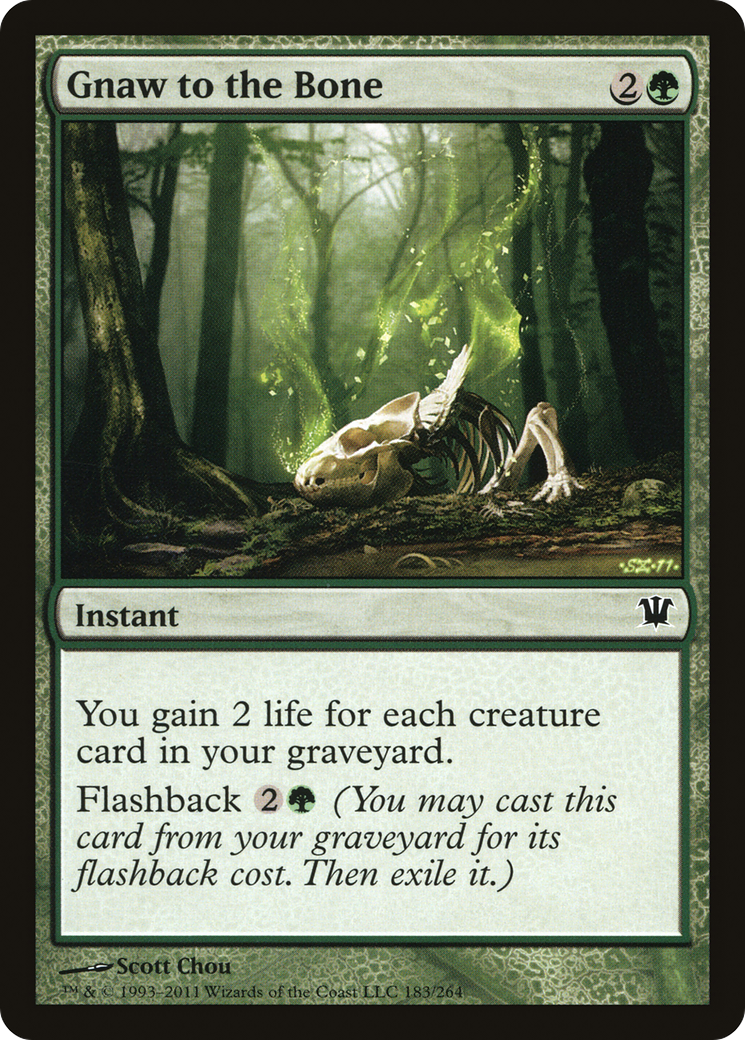 Gnaw to the Bone 2
·SZ·11·
Instant
You gain 2 life for each creature
card in your graveyard.
Flashback 2 (You may cast this
card from your graveyard for its
flashback cost. Then exile it.)
Scott Chou
™ & © 1993–2011 Wizards of the Coast LLC 183/264